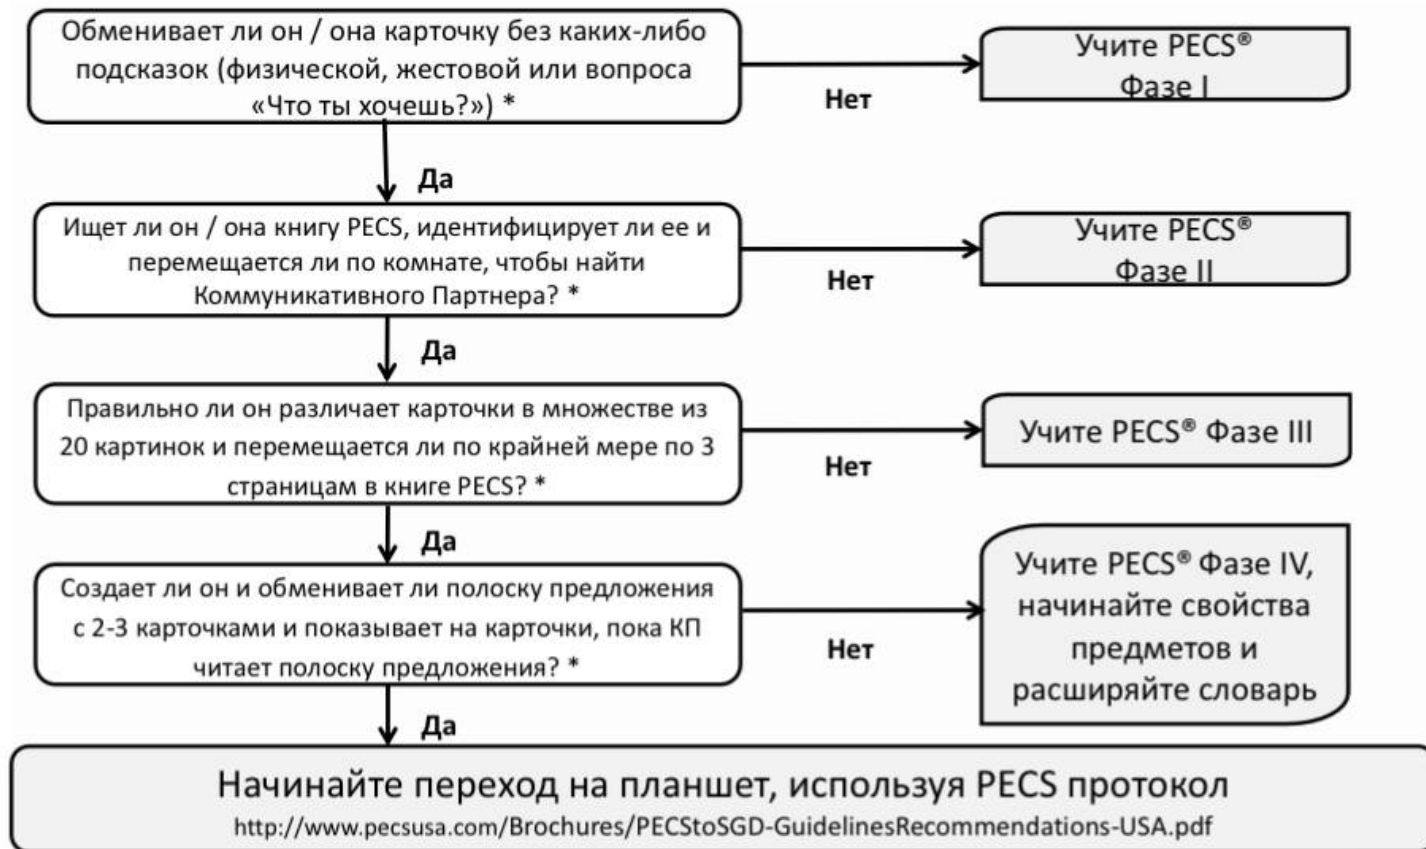 Обменивает ли он / она карточку без каких-либо
подсказок (физической, жестовой или вопроса
«Что ты хочешь?») *
Нет
Учите PECS®
Фазе I
Да
Ищет ли он / она книгу PECS, идентифицирует ли ее и
перемещается ли по комнате, чтобы найти
Коммуникативного Партнера? *
Нет
Учите PECS®
Фазе II
Да
Правильно ли он различает карточки в множестве из
20 картинок и перемещается ли по крайней мере по 3
страницам в книге PECS? *
Нет
Учите PECS® Фазе III
Да
Создает ли он и обменивает ли полоску предложения
с 2-3 карточками и показывает на карточки, пока КП
читает полоску предложения? *
Нет
Учите PECS® Фазе IV,
начинайте свойства
предметов и
расширяйте словарь
Да
Начинайте переход на планшет, используя PECS протокол
http://www.pecsusa.com/Brochures/PECStoSGD-GuidelinesRecommendations-USA.pdf